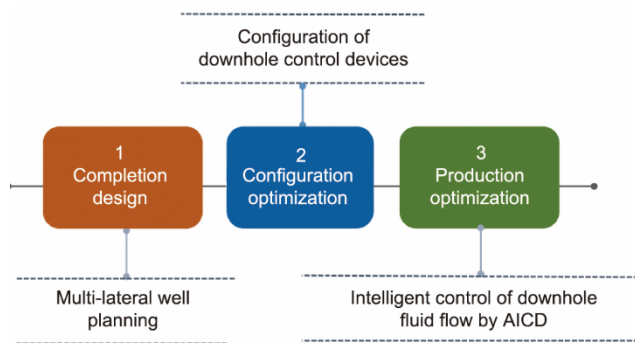 Configuration of
downhole control devices
1
Completion
design
2
Configuration
optimization
3
Production
optimization
Multi-lateral well
planning
Intelligent control of downhole
fluid flow by AICD